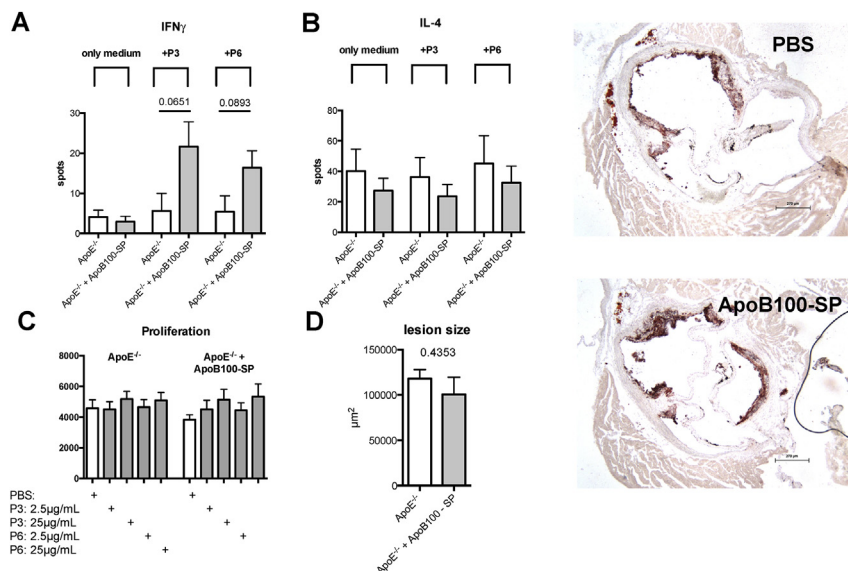 A
IFNγ
only medium
+P3
+P6
0.0651
0.0893
30
20
10
0
spots
ApoE-/-
ApoE-/- + ApoB100-SP
ApoE-/-
ApoE-/- + ApoB100-SP
ApoE-/-
ApoE-/- + ApoB100-SP
B
IL-4
only medium
+P3
+P6
80
60
40
20
0
spots
ApoE-/-
ApoE-/- + ApoB100-SP
ApoE-/-
ApoE-/- + ApoB100-SP
ApoE-/-
ApoE-/- + ApoB100-SP
PBS
270 µm
C
Proliferation
ApoE-/-
ApoE-/- +
ApoB100-SP
8000
6000
4000
2000
0
PBS: + +
P3: 2.5µg/mL + +
P3: 25µg/mL + +
P6: 2.5µg/mL + +
P6: 25µg/mL +
D
lesion size
0.4353
150000
100000
50000
0
µm2
ApoE-/-
ApoE-/- + ApoB100 - SP
ApoB100-SP
270 µm